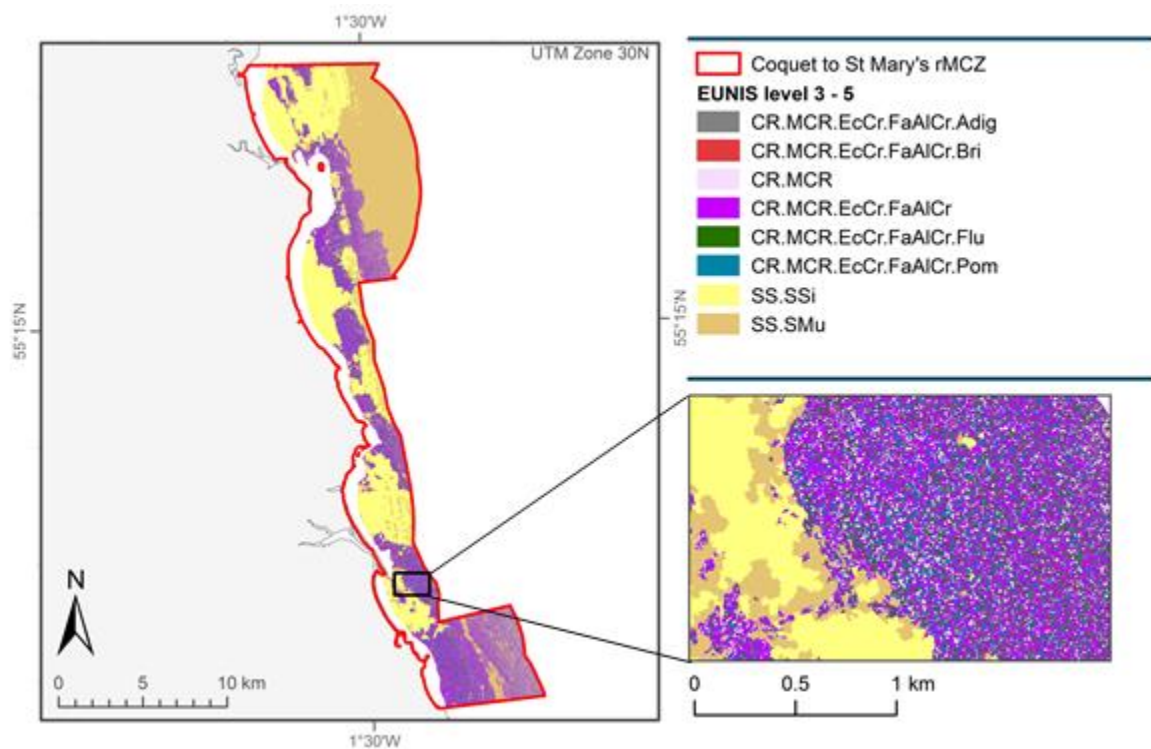 1°30'W
UTM Zone 30N
55°15'N
55°15'N
N
0 5 10 km
1°30'W
Coquet to St Mary's rMCZ
EUNIS level 3 - 5
CR.MCR.EcCr.FaAlCr.Adig
CR.MCR.EcCr.FaAlCr.Bri
CR.MCR
CR.MCR.EcCr.FaAlCr
CR.MCR.EcCr.FaAlCr.Flu
CR.MCR.EcCr.FaAlCr.Pom
SS.SSi
SS.SMu
0 0.5 1 km